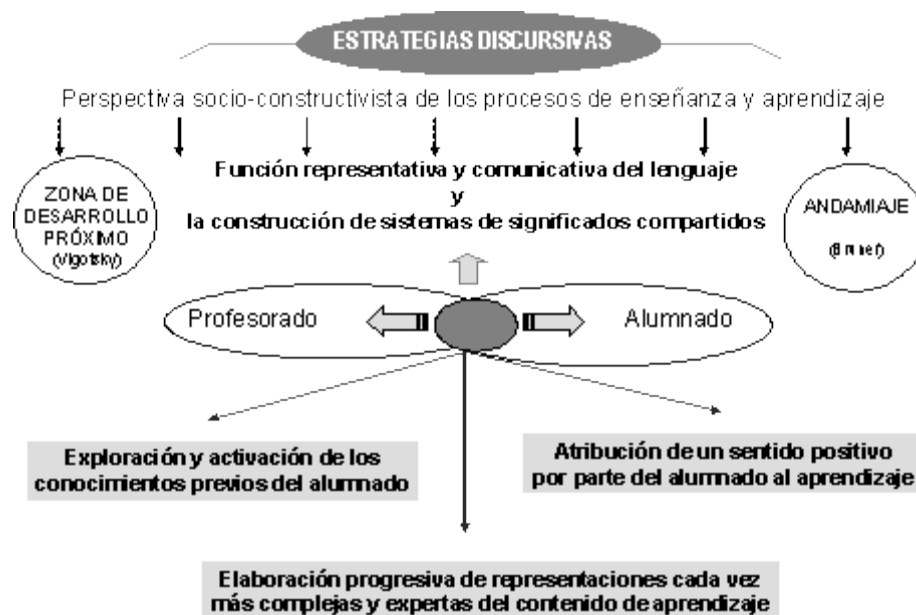 ESTRATEGIAS DISCURSIVAS
Perspectiva socio-constructivista de los procesos de enseñanza y aprendizaje
ZONA DE
DESARROLLO
PRÓXIMO
(Vigotsky)
Función representativa y comunicativa del lenguaje
y
la construcción de sistemas de significados compartidos
ANDAMIAJE
(Bruner)
Profesorado
Alumnado
Exploración y activación de los
conocimientos previos del alumnado
Atribución de un sentido positivo
por parte del alumnado al aprendizaje
Elaboración progresiva de representaciones cada vez
más complejas y expertas del contenido de aprendizaje